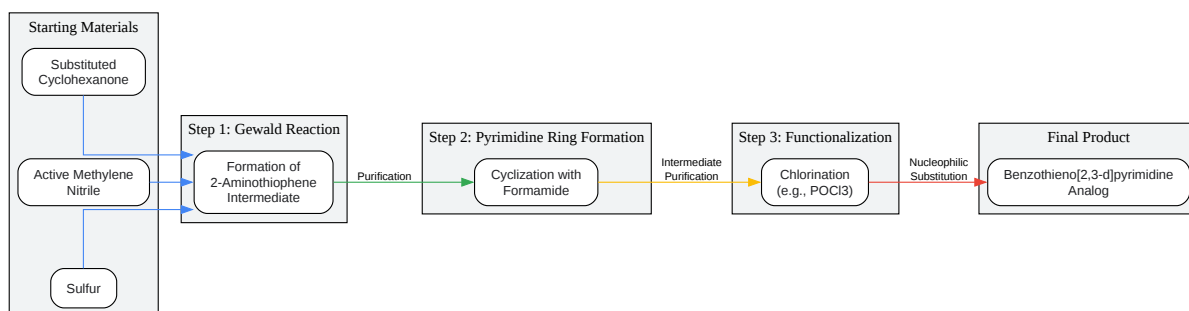 Starting Materials
Substituted
Cyclohexanone
Active Methylene
Nitrile
Sulfur
Step 1: Gewald Reaction
Formation of
2-Aminothiophene
Intermediate
Purification
Step 2: Pyrimidine Ring Formation
Cyclization with
Formamide
Intermediate
Purification
Step 3: Functionalization
Chlorination
(e.g., POCl3)
Nucleophilic
Substitution
Final Product
Benzothieno[2,3-d]pyrimidine
Analog